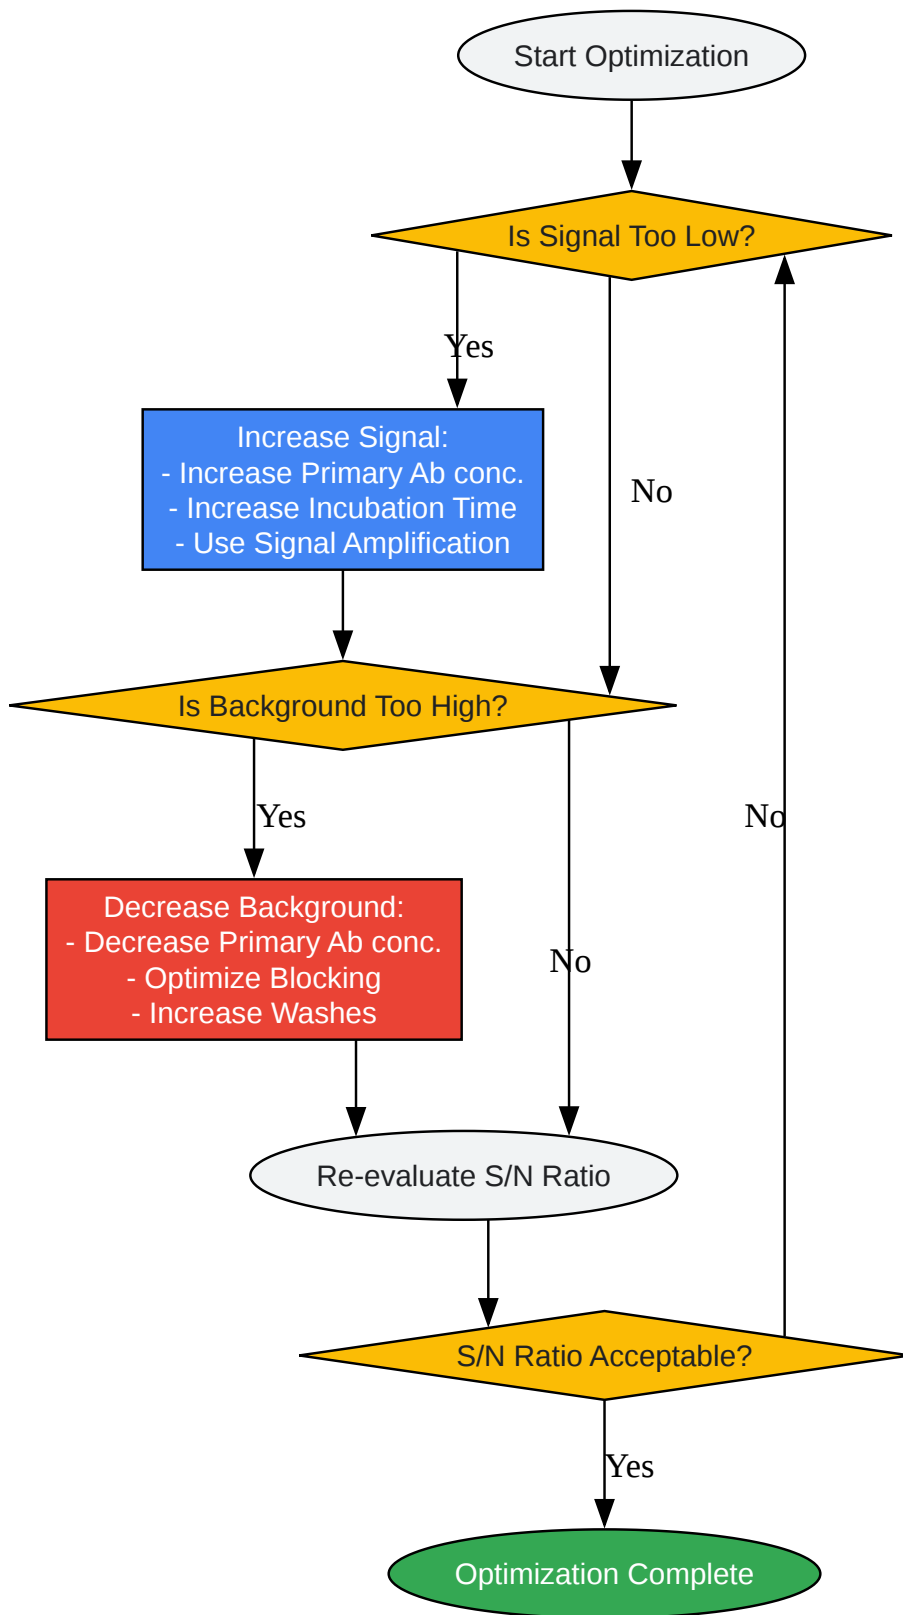 Start Optimization
Is Signal Too Low?
Yes
Increase Signal:
- Increase Primary Ab conc.
- Increase Incubation Time
- Use Signal Amplification
No
Is Background Too High?
Yes
No
Decrease Background:
- Decrease Primary Ab conc.
- Optimize Blocking
- Increase Washes
No
Re-evaluate S/N Ratio
S/N Ratio Acceptable?
Yes
Optimization Complete